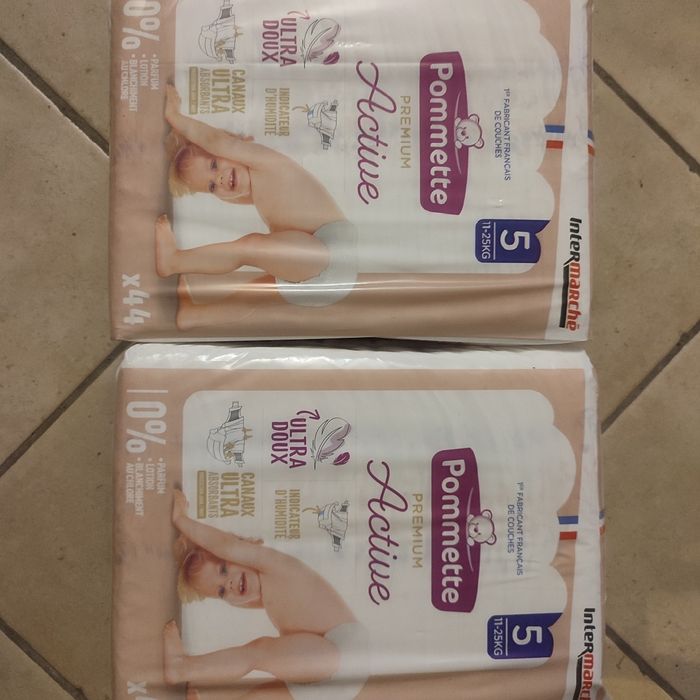 InterMarchë
1er FABRICANT FRANÇAIS
DE COUCHES
5
11-25KG
Pommette
PREMIUM
Active
ULTRA
DOUX
INDICATEUR
D'HUMIDITÉ
CANAUX
ULTRA
ABSORBANTS
0%
• PARFUM
• LOTION
• BLANCHIMENT
AU CHLORE
x44
InterMar
1er FABRICANT FRANÇAIS
DE COUCHES
5
11-25KG
Pommette
PREMIUM
Active
ULTRA
DOUX
INDICATEUR
D'HUMIDITÉ
CANAUX
ULTRA
ABSORBANTS
0%
• PARFUM
• LOTION
• BLANCHIMENT
AU CHLORE